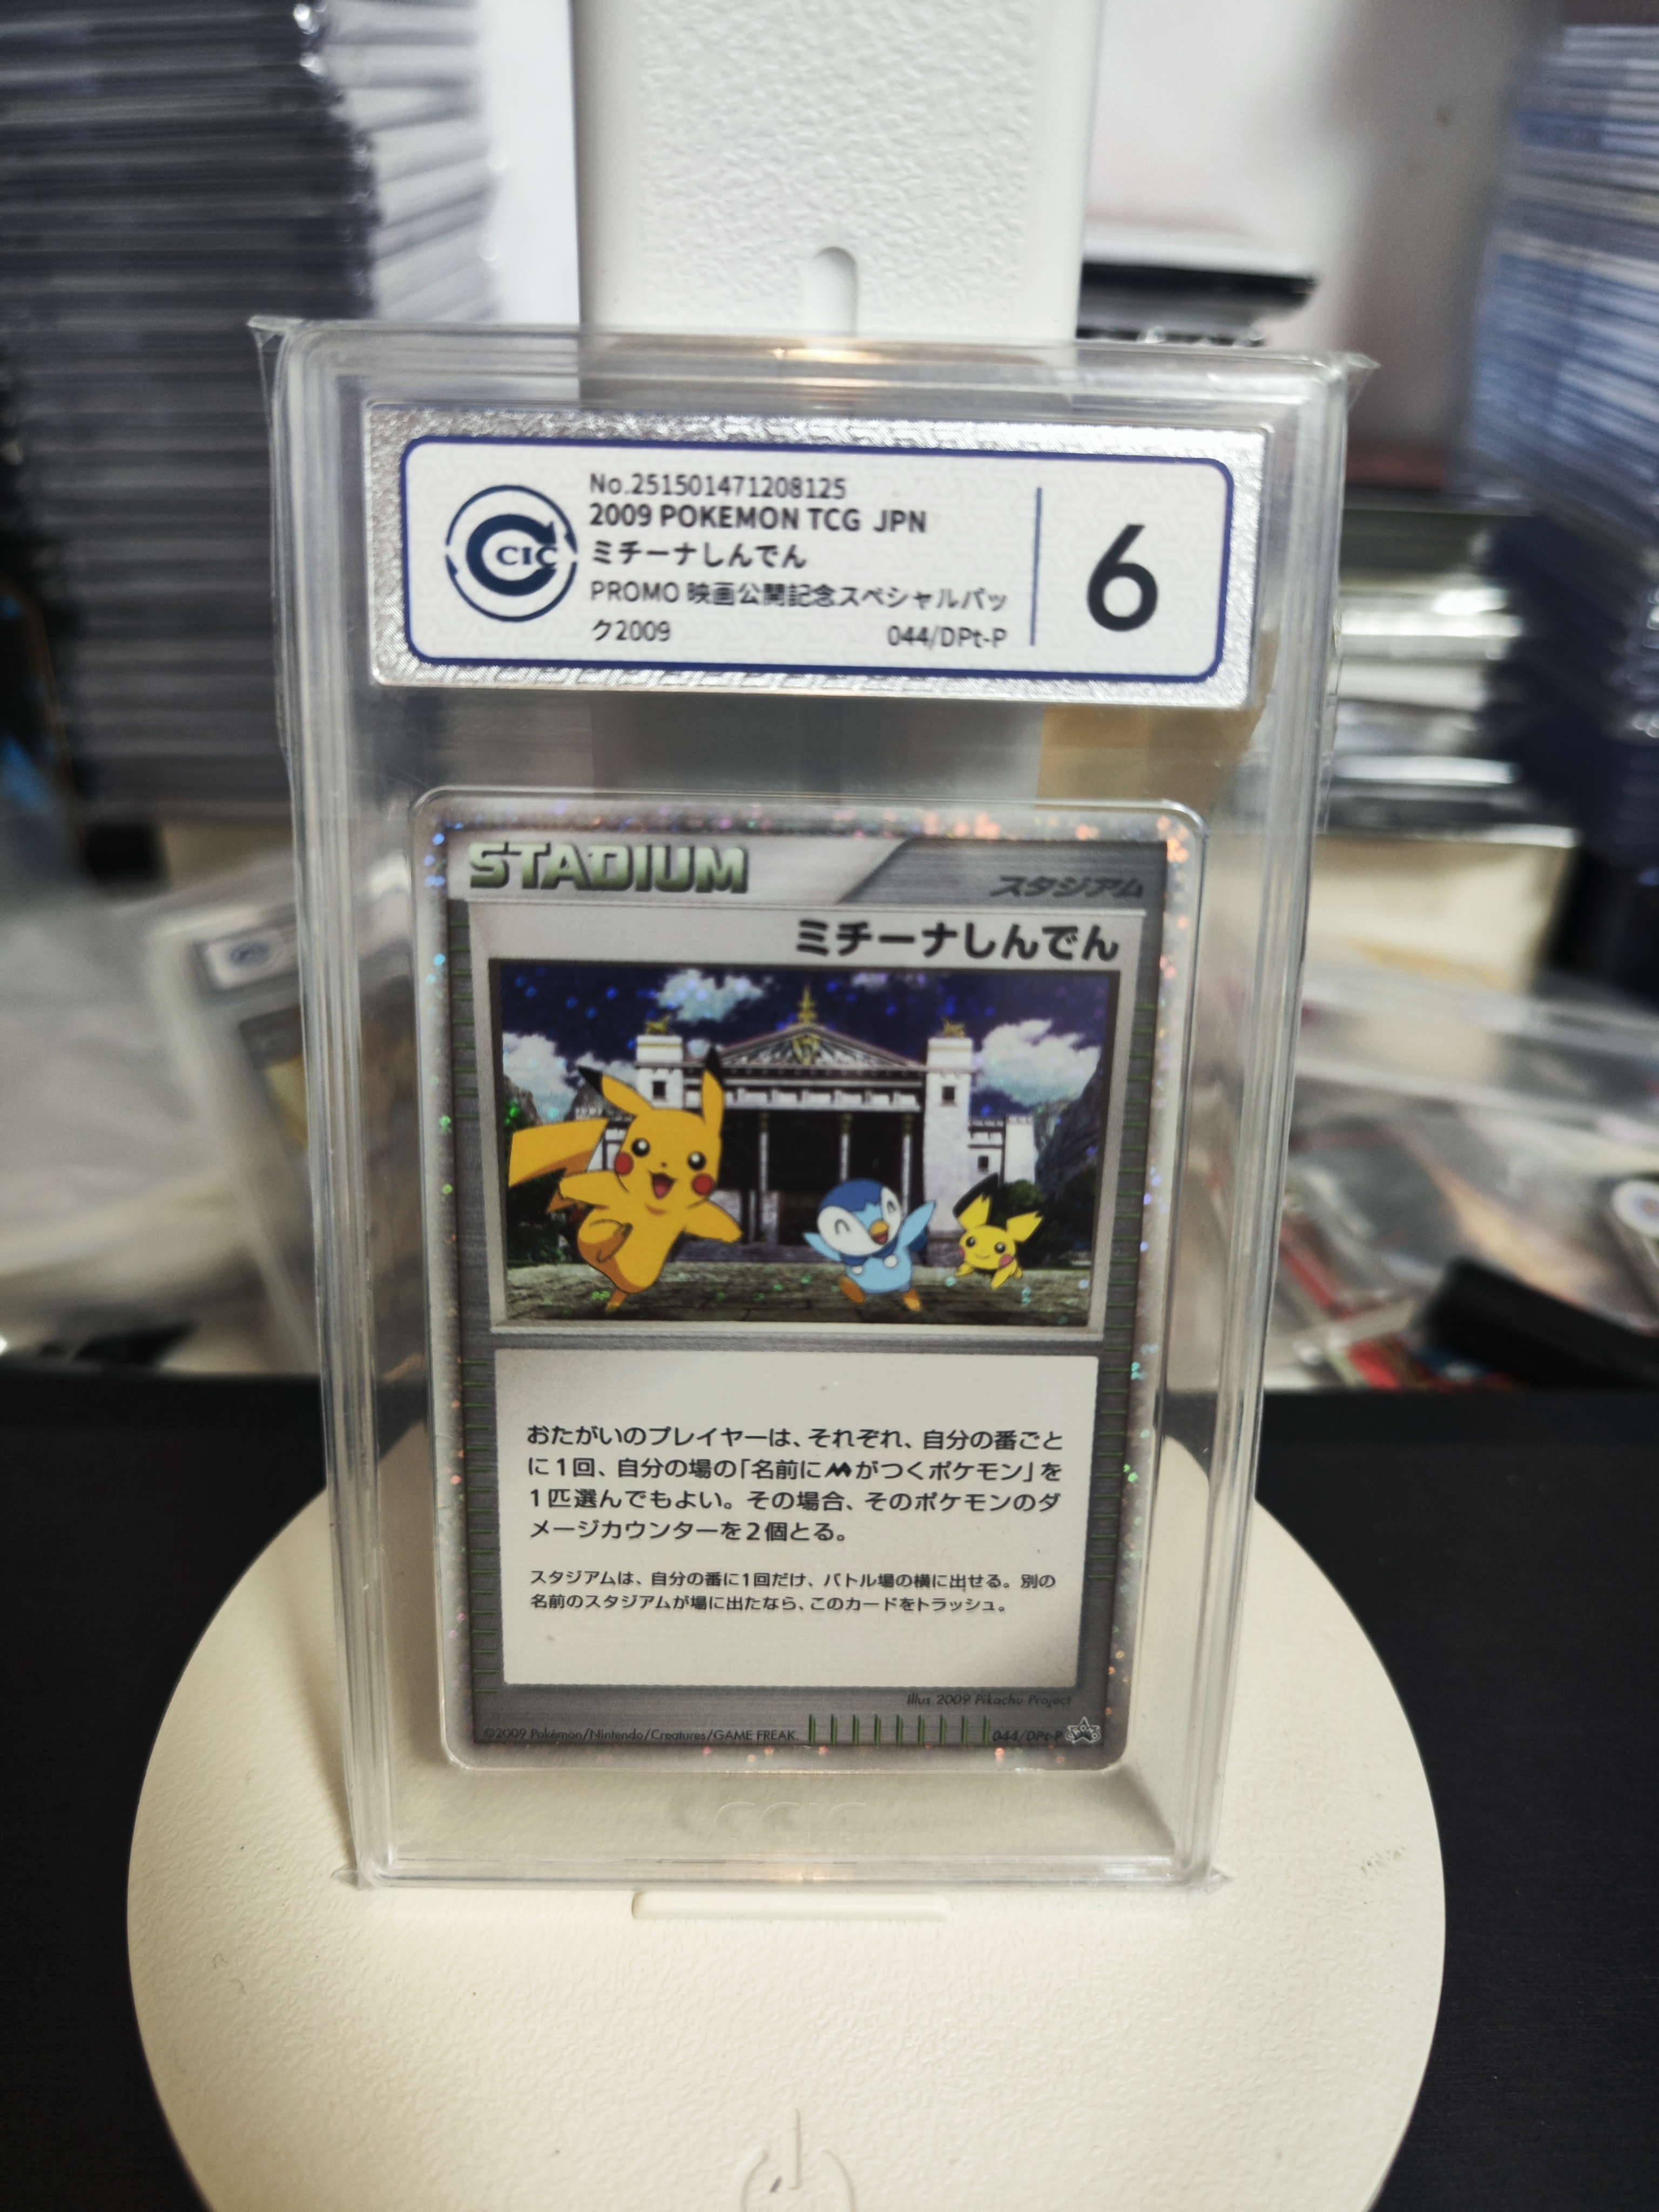 CCIC
No.251501471208125
2009 POKEMON TCG JPN
ミチーナしんでん
PROMO 映画公開記念スペシャルパッ
ク2009 044/DPt-P
6
STADIUM スタジアム
ミチーナしんでん
おたがいのプレイヤーは、それぞれ、自分の番ごと
に1回、自分の場の「名前にMがつくポケモン」を
1匹選んでもよい。その場合、そのポケモンのダ
メージカウンターを2個とる。
スタジアムは、自分の番に1回だけ、バトル場の横に出せる。別の
名前のスタジアムが場に出たなら、このカードをトラッシュ。
illus. 2009 Pikachu Project
©2009 Pokémon/Nintendo/Creatures/GAME FREAK. 044/DPt-P
CCIC